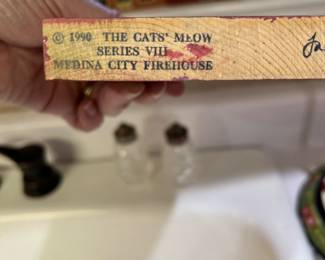 © 1990 THE CATS' MEOW
SERIES VIII
MEDINA CITY FIREHOUSE